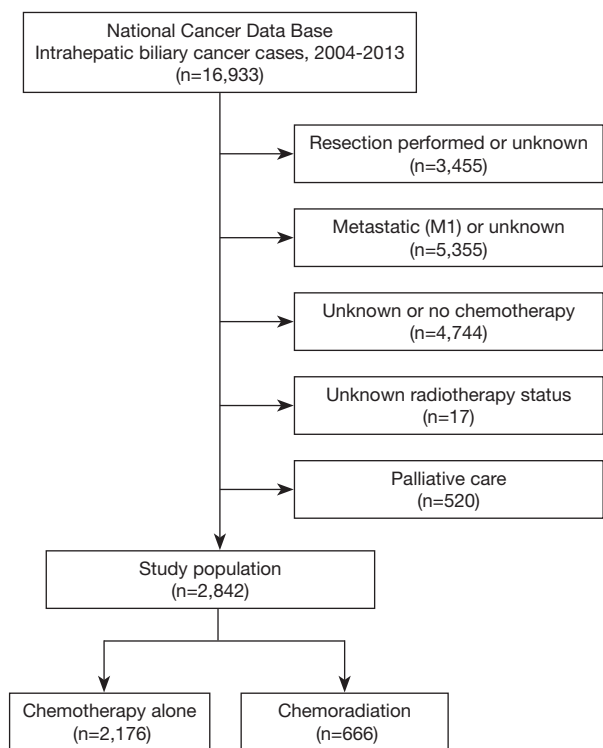 National Cancer Data Base
Intrahepatic biliary cancer cases, 2004-2013
(n=16,933)
Resection performed or unknown
(n=3,455)
Metastatic (M1) or unknown
(n=5,355)
Unknown or no chemotherapy
(n=4,744)
Unknown radiotherapy status
(n=17)
Palliative care
(n=520)
Study population
(n=2,842)
Chemotherapy alone
(n=2,176)
Chemoradiation
(n=666)